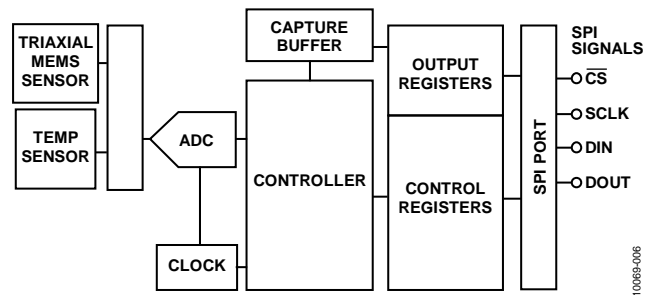 TRIAXIAL
MEMS
SENSOR
TEMP
SENSOR
ADC
CLOCK
CAPTURE
BUFFER
CONTROLLER
OUTPUT
REGISTERS
CONTROL
REGISTERS
SPI PORT
SPI
SIGNALS
C̅S̅
SCLK
DIN
DOUT
10069-006